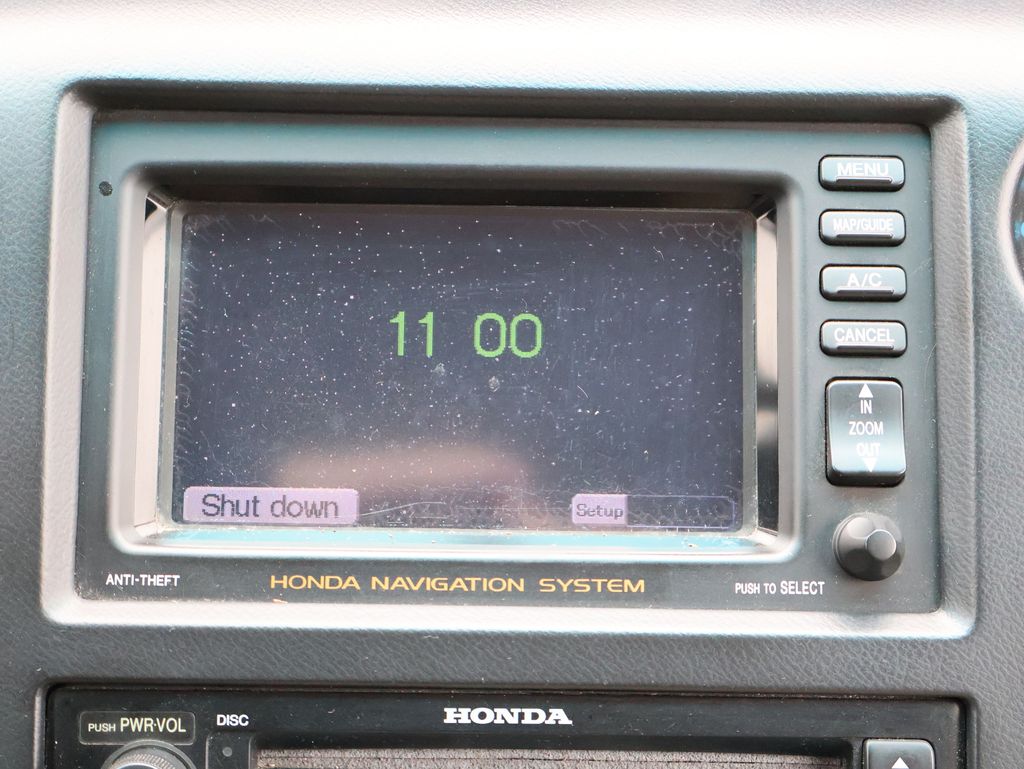 MENU
MAP/GUIDE
A/C
CANCEL
IN
ZOOM
OUT
11 00
Shut down
Setup
ANTI-THEFT
HONDA NAVIGATION SYSTEM
PUSH TO SELECT
PUSH PWR·VOL
DISC
HONDA